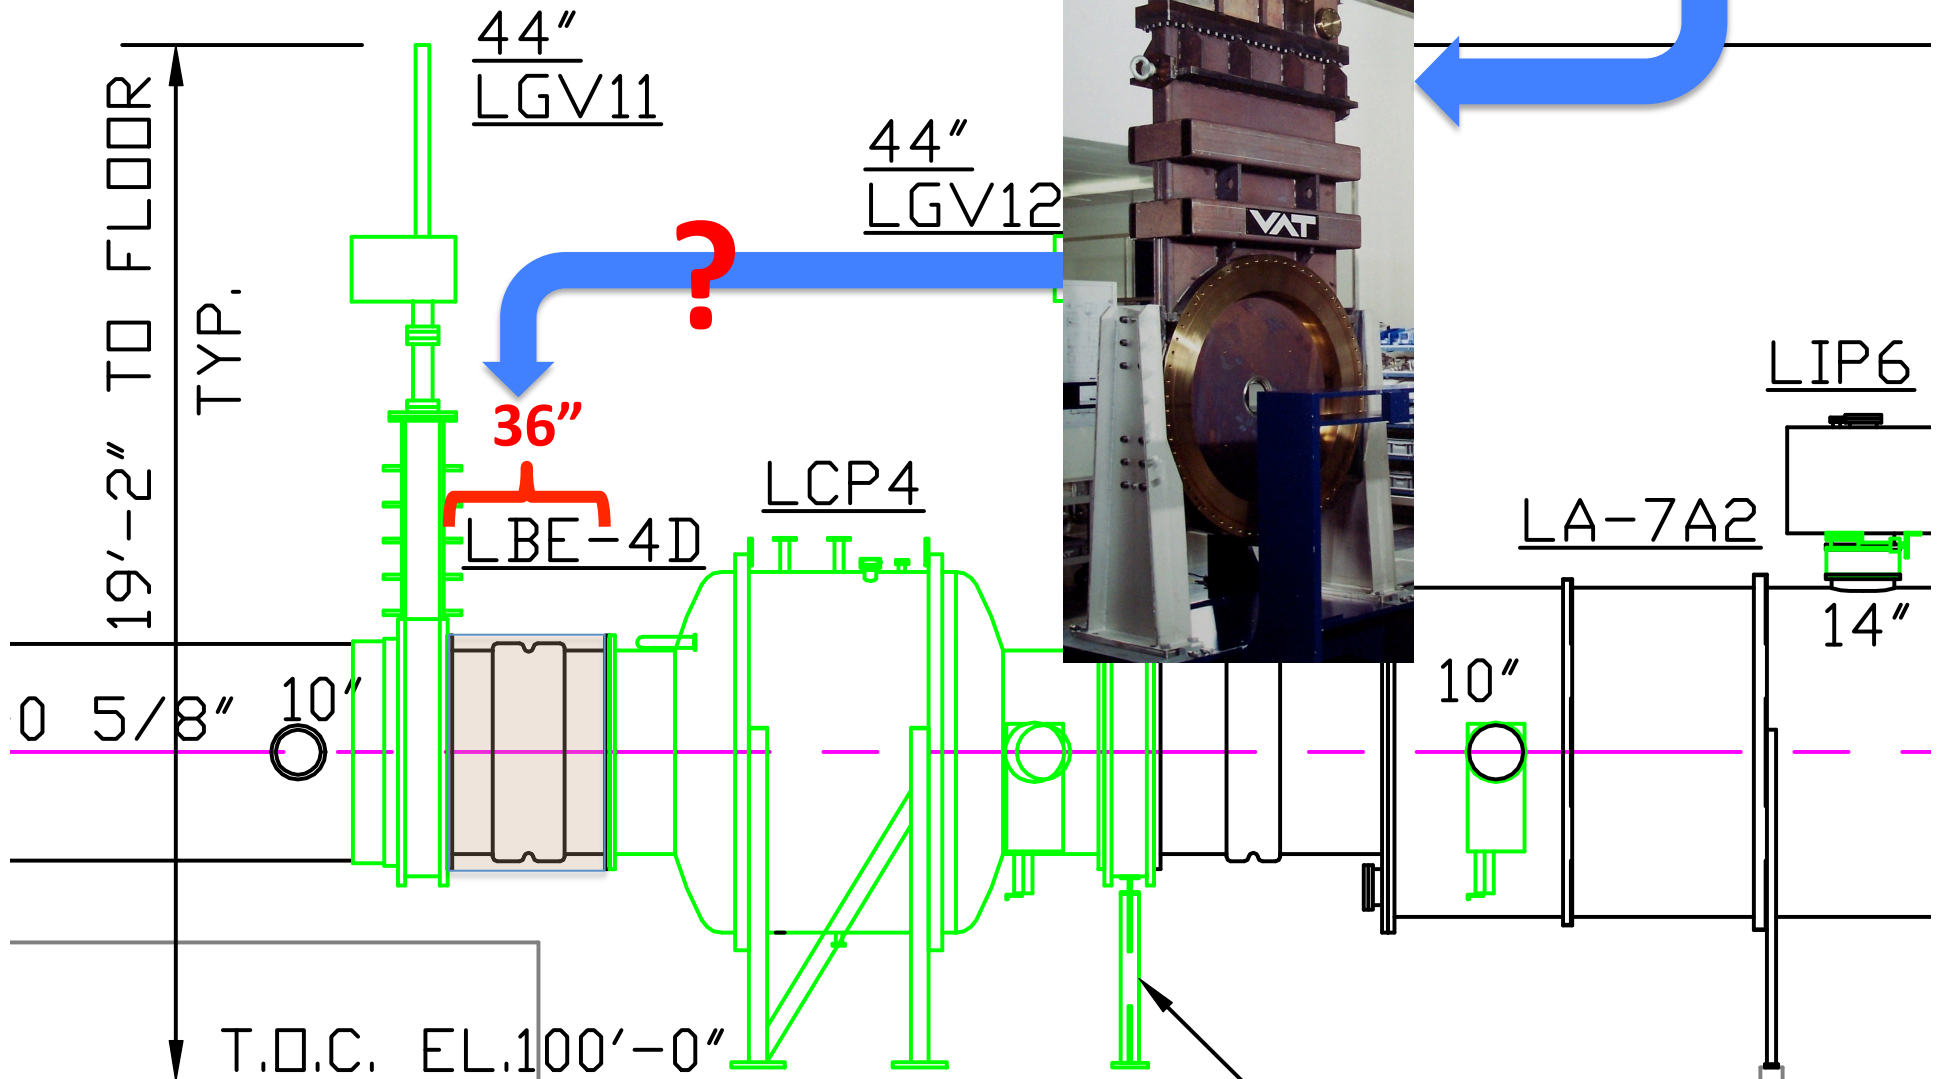 44″
LGV11
44″
LGV12
VAT
?
36”
19′-2″ TO FLOOR
TYP.
LIP6
LCP4
LBE-4D
LA-7A2
14″
10″
10″
0 5/8″
T.O.C. EL.100′-0″